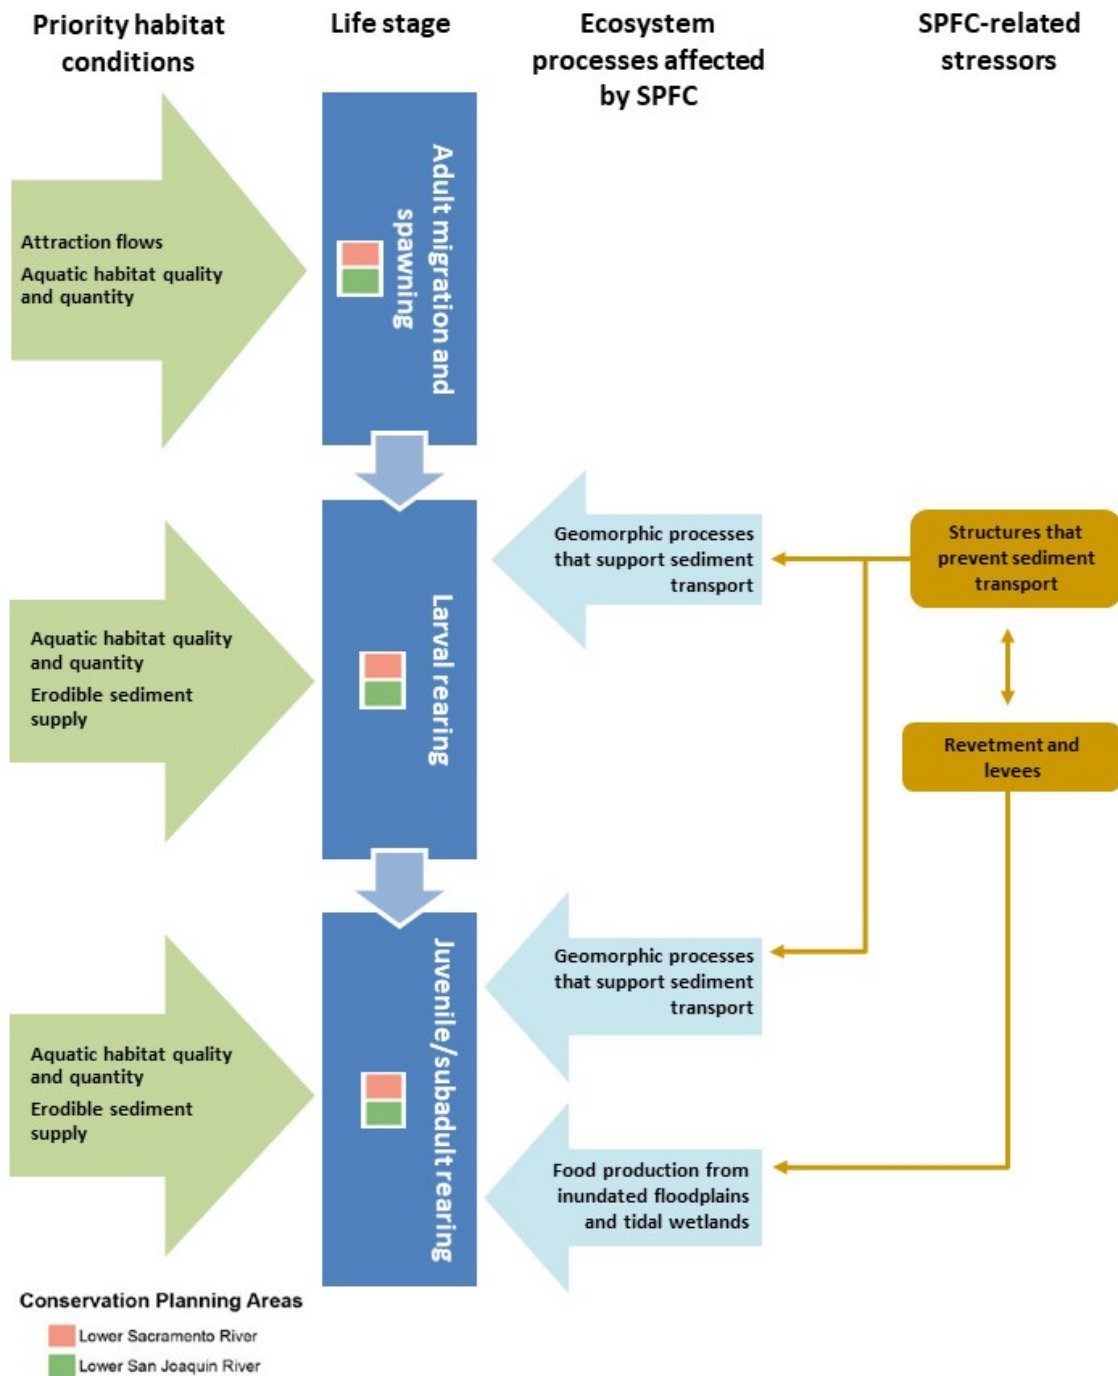 Priority habitat
conditions
Life stage
Ecosystem
processes affected
by SPFC
SPFC-related
stressors
Attraction flows
Aquatic habitat quality
and quantity
Adult migration and
spawning
Aquatic habitat quality
and quantity
Erodible sediment
supply
Larval rearing
Geomorphic processes
that support sediment
transport
Structures that
prevent sediment
transport
Revetment and
levees
Aquatic habitat quality
and quantity
Erodible sediment
supply
Juvenile/subadult rearing
Geomorphic processes
that support sediment
transport
Food production from
inundated floodplains
and tidal wetlands
Conservation Planning Areas
Lower Sacramento River
Lower San Joaquin River